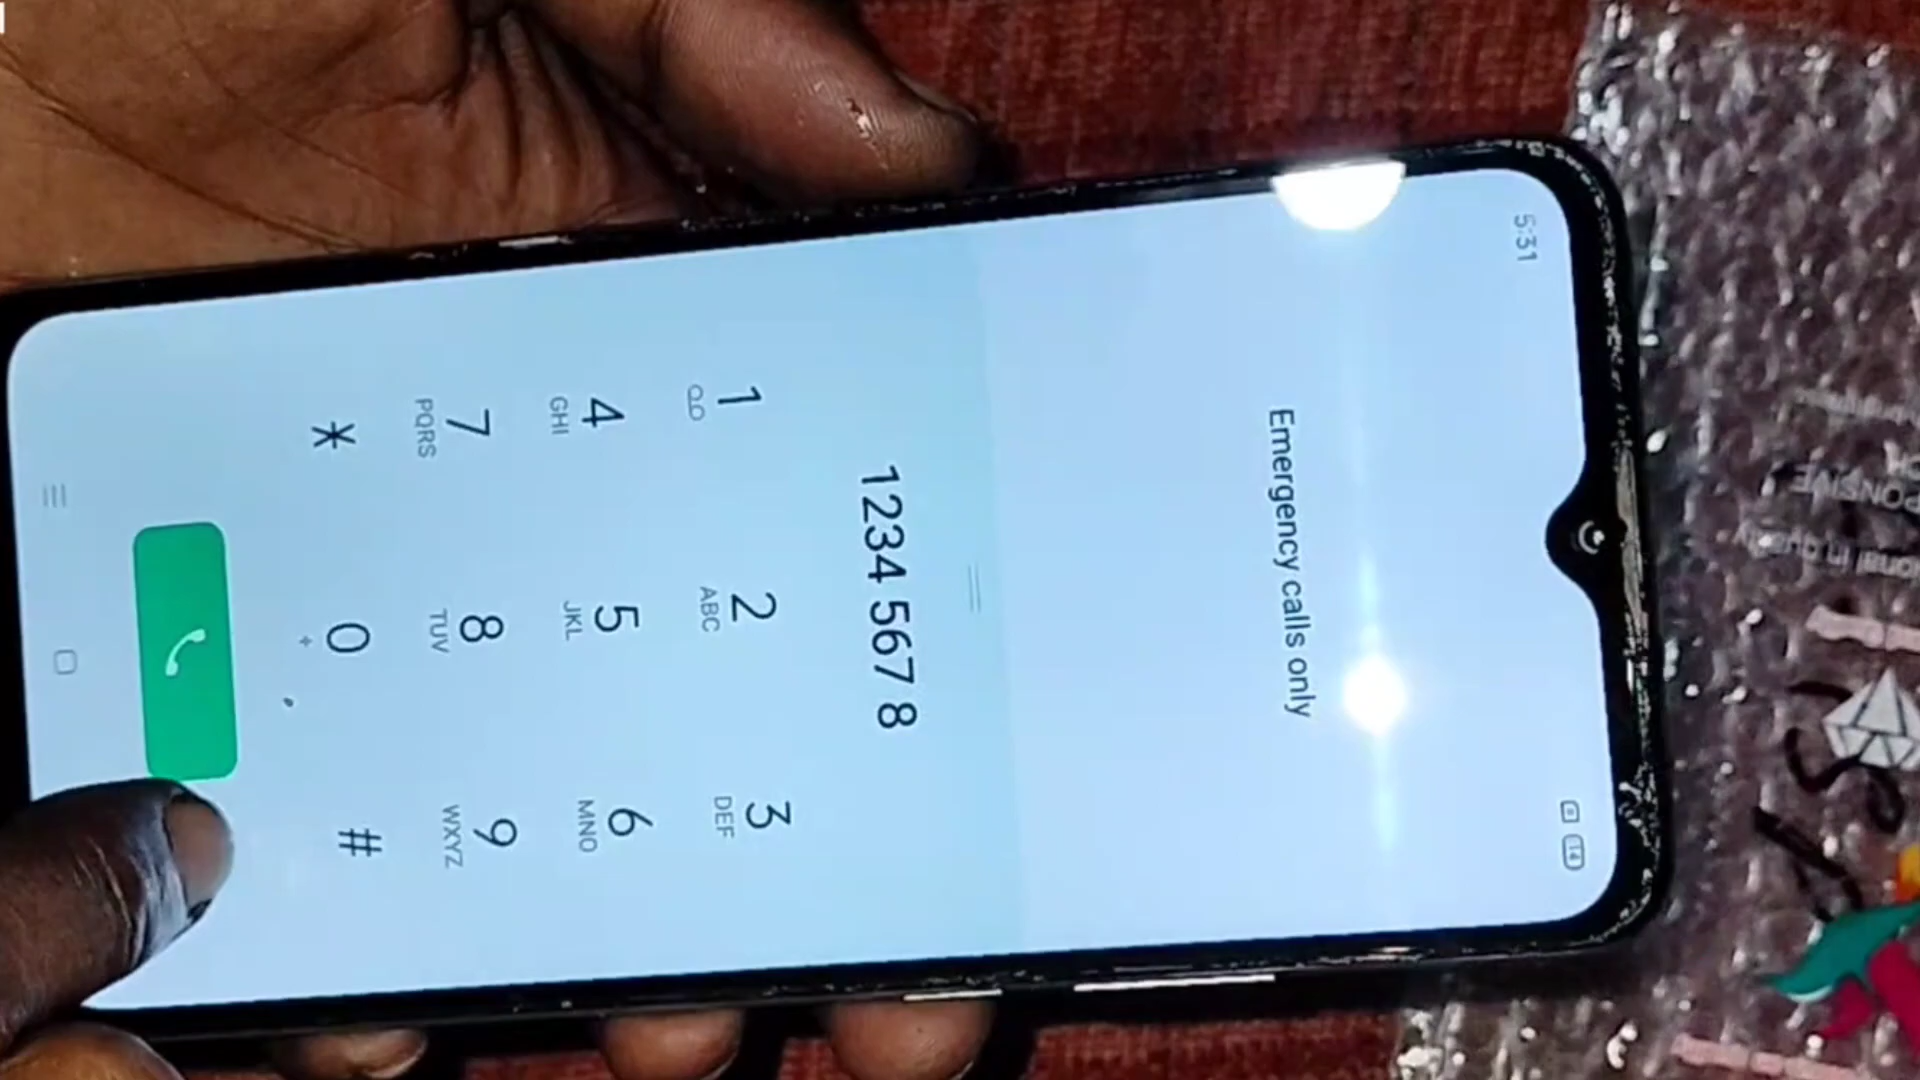 5:31
14
Emergency calls only
1234 567 8
1
2 ABC
3 DEF
4 GHI
5 JKL
6 MNO
7 PQRS
8 TUV
9 WXYZ
*
0 +
#